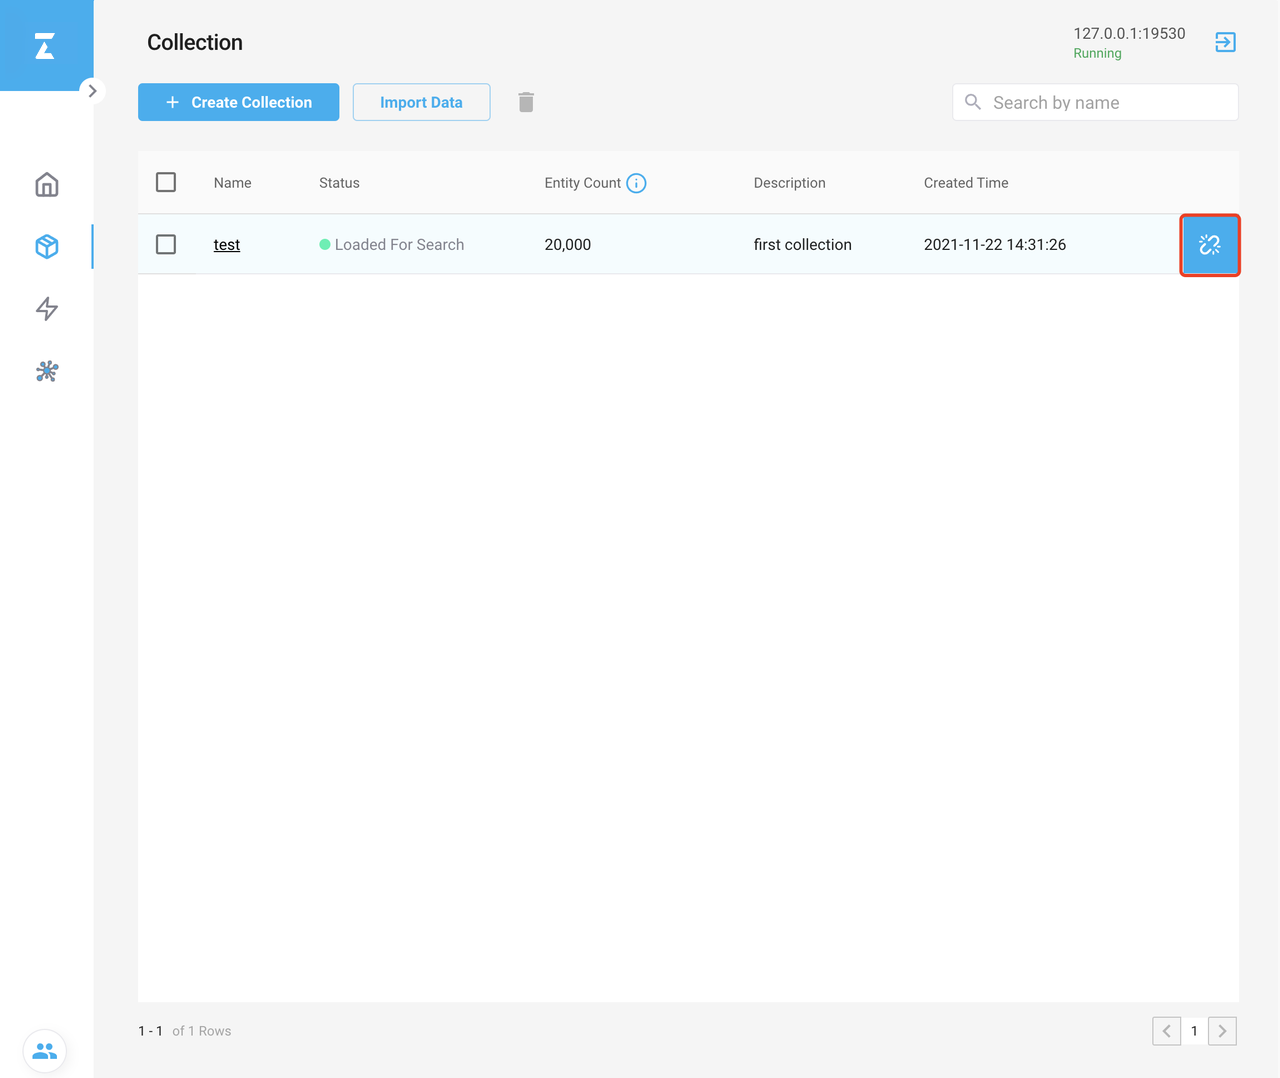 Collection
127.0.0.1:19530
Running
Create Collection
Import Data
Search by name
Name Status Entity Count Description Created Time
test Loaded For Search 20,000 first collection 2021-11-22 14:31:26
1 - 1 of 1 Rows
1